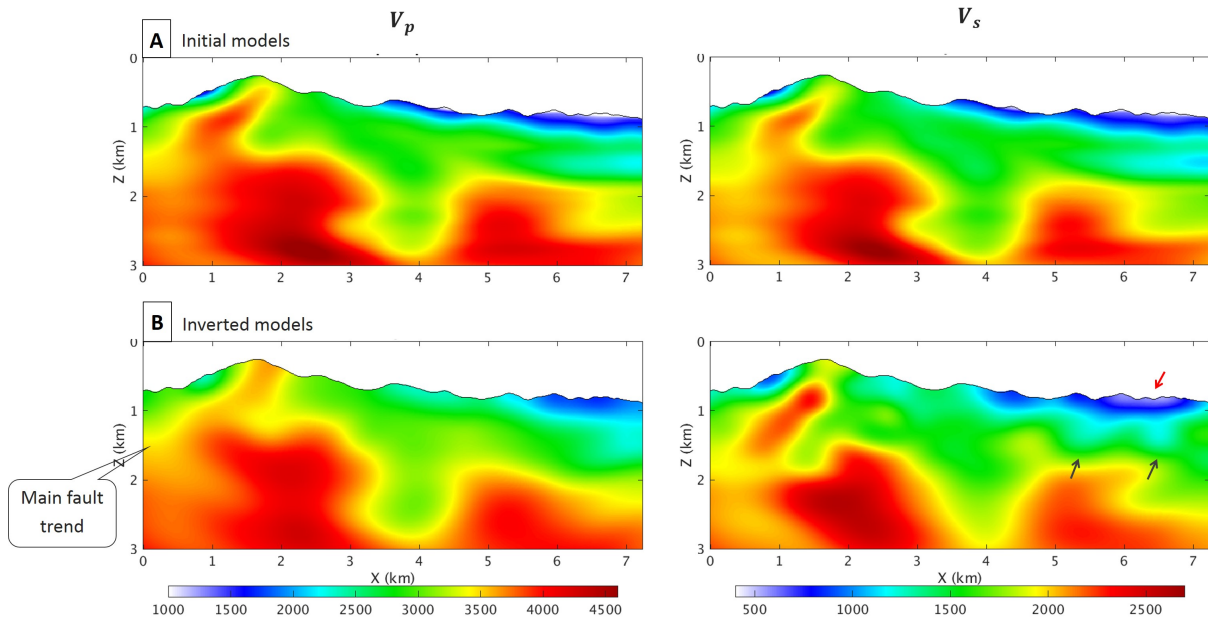 V_p V_s
A Initial models
0 0
1 1
2 2
3 3
Z (km) Z (km)
0 1 2 3 4 5 6 7 0 1 2 3 4 5 6 7
B Inverted models
0 0
1 1
2 2
3 3
Z (km) Z (km)
Main fault
trend
0 1 2 3 4 5 6 7 0 1 2 3 4 5 6 7
X (km) X (km)
1000 1500 2000 2500 3000 3500 4000 4500 500 1000 1500 2000 2500